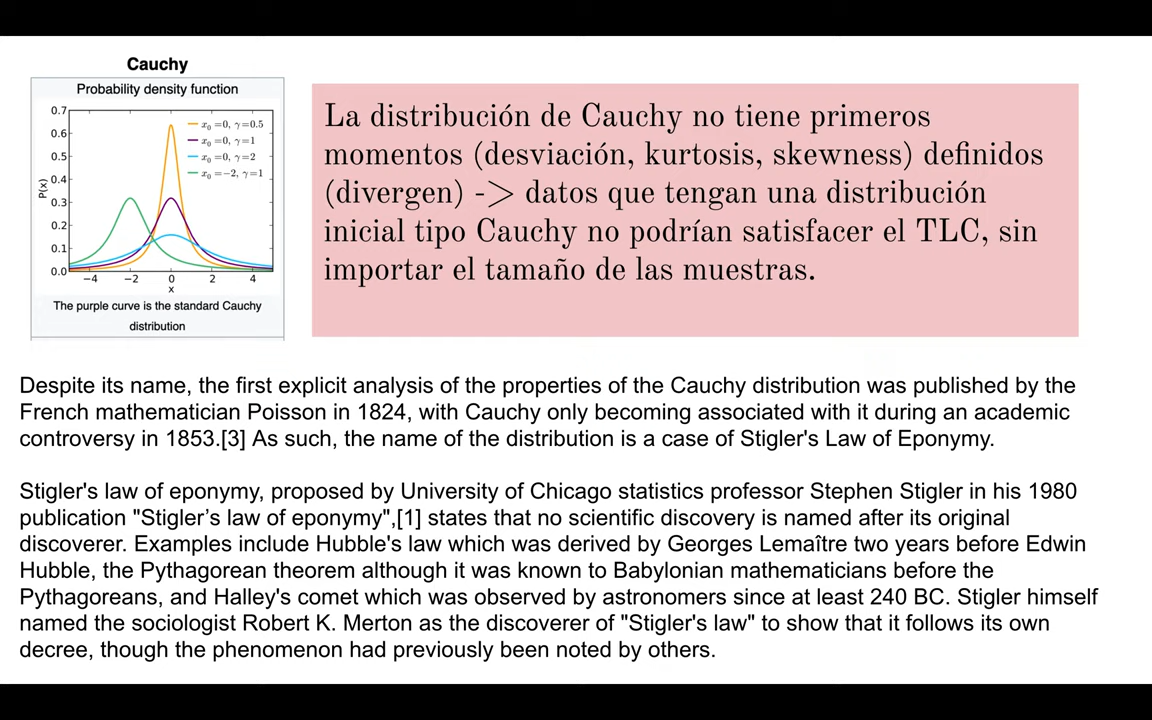 Cauchy
Probability density function
0.7
0.6
0.5
0.4
0.3
0.2
0.1
0.0
P(x)
−4
−2
0
2
4
x
x₀ =0, γ=0.5
x₀ =0, γ=1
x₀ =0, γ=2
x₀ =−2, γ=1
The purple curve is the standard Cauchy
distribution
La distribución de Cauchy no tiene primeros
momentos (desviación, kurtosis, skewness) definidos
(divergen) -> datos que tengan una distribución
inicial tipo Cauchy no podrían satisfacer el TLC, sin
importar el tamaño de las muestras.
Despite its name, the first explicit analysis of the properties of the Cauchy distribution was published by the
French mathematician Poisson in 1824, with Cauchy only becoming associated with it during an academic
controversy in 1853.[3] As such, the name of the distribution is a case of Stigler's Law of Eponymy.
Stigler's law of eponymy, proposed by University of Chicago statistics professor Stephen Stigler in his 1980
publication "Stigler’s law of eponymy",[1] states that no scientific discovery is named after its original
discoverer. Examples include Hubble's law which was derived by Georges Lemaître two years before Edwin
Hubble, the Pythagorean theorem although it was known to Babylonian mathematicians before the
Pythagoreans, and Halley's comet which was observed by astronomers since at least 240 BC. Stigler himself
named the sociologist Robert K. Merton as the discoverer of "Stigler's law" to show that it follows its own
decree, though the phenomenon had previously been noted by others.